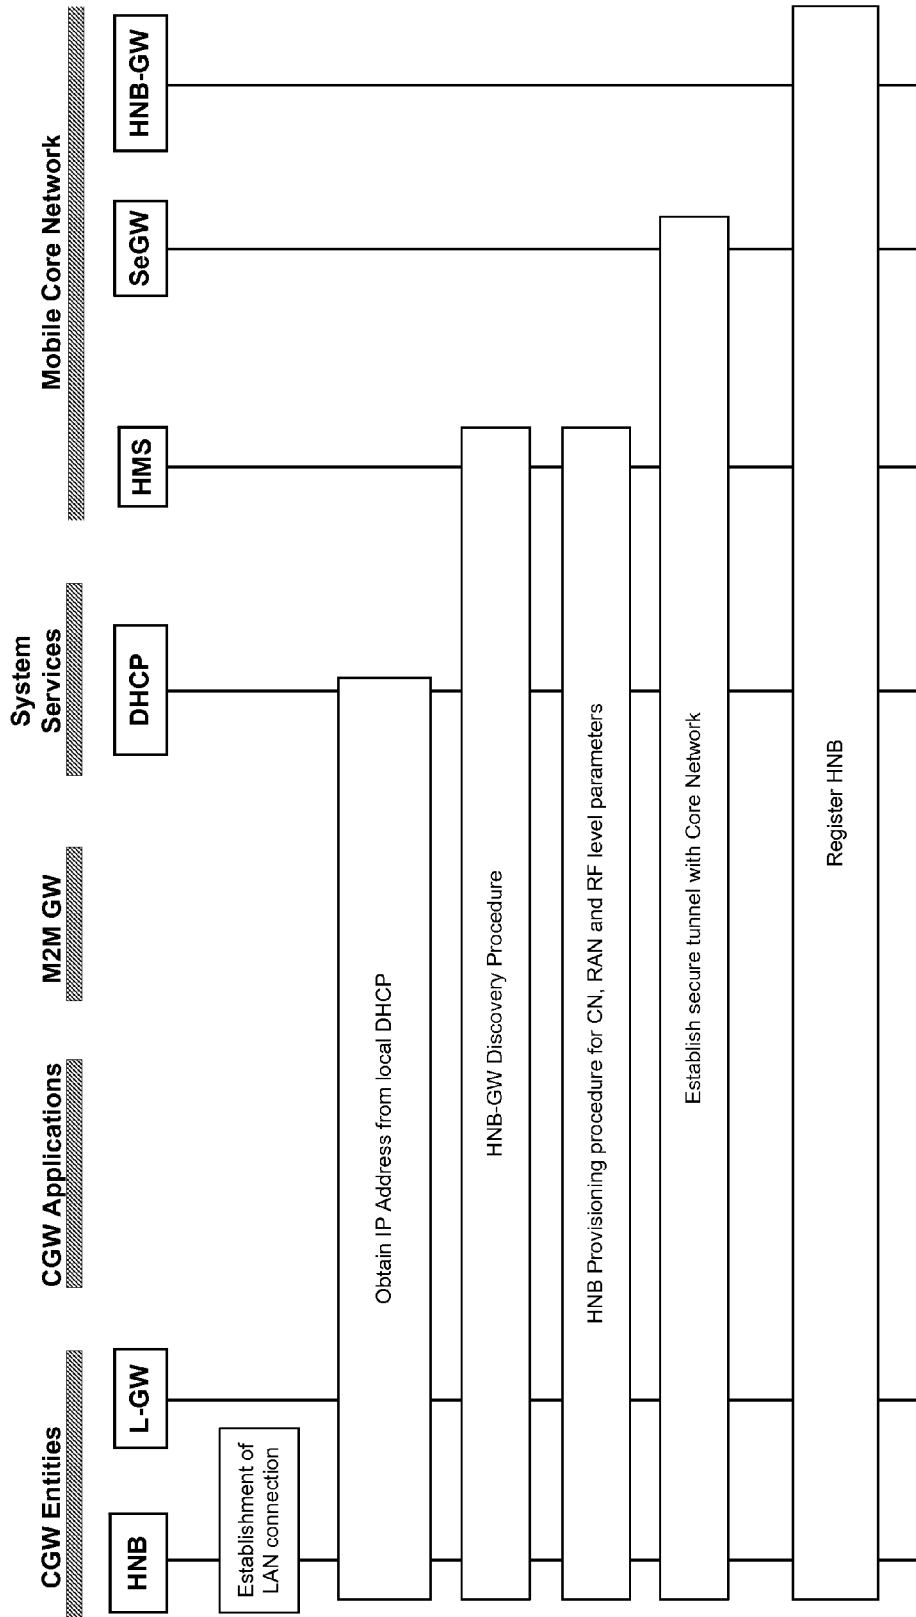 CGW Entities
CGW Applications
M2M GW
System
Services
Mobile Core Network
HNB
L-GW
DHCP
HMS
SeGW
HNB-GW
Establishment of
LAN connection
Obtain IP Address from local DHCP
HNB-GW Discovery Procedure
HNB Provisioning procedure for CN, RAN and RF level parameters
Establish secure tunnel with Core Network
Register HNB